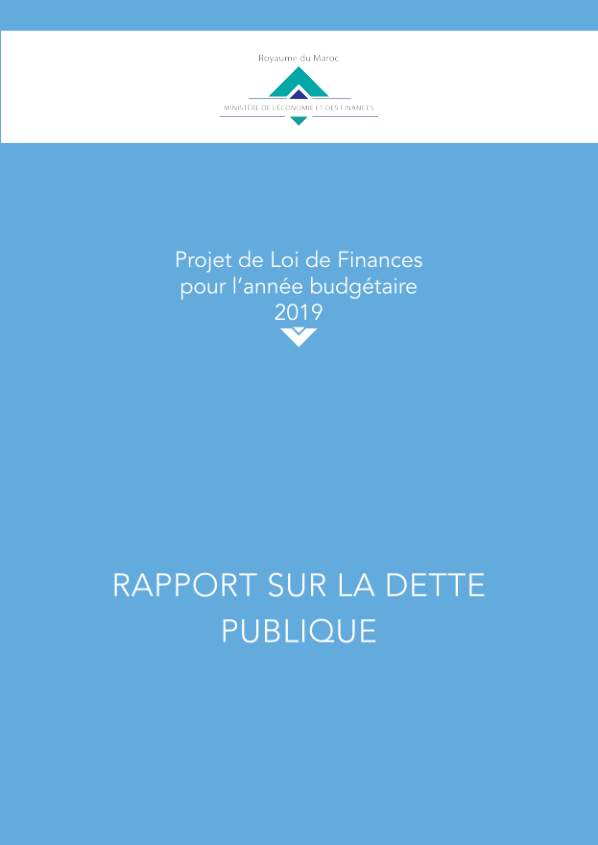 Royaume du Maroc
MINISTÈRE DE L'ÉCONOMIE ET DES FINANCES
Projet de Loi de Finances
pour l'année budgétaire
2019
RAPPORT SUR LA DETTE
PUBLIQUE